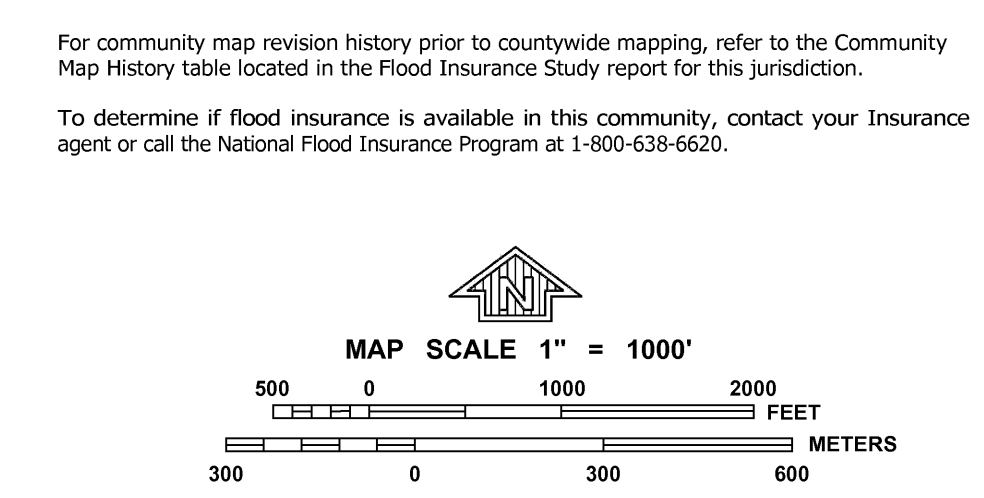 For community map revision history prior to countywide mapping, refer to the Community
Map History table located in the Flood Insurance Study report for this jurisdiction.
To determine if flood insurance is available in this community, contact your Insurance
agent or call the National Flood Insurance Program at 1-800-638-6620.
N
MAP SCALE 1" = 1000'
500 0 1000 2000
FEET
METERS
300 0 300 600